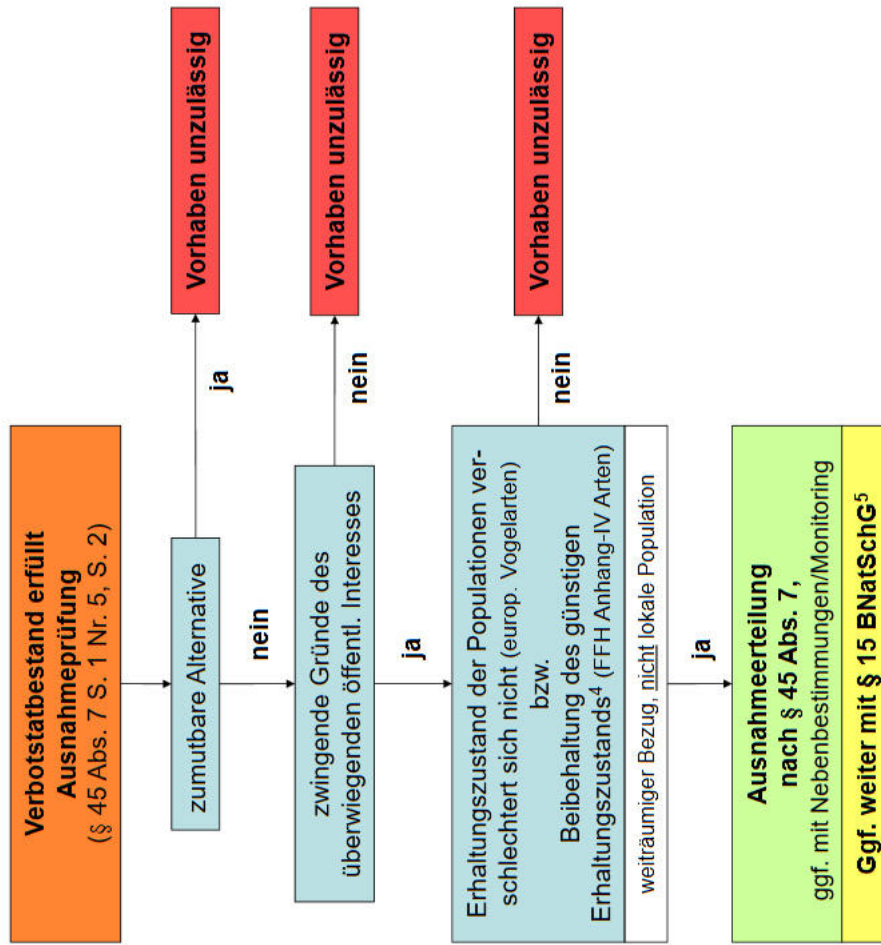 Verbotstatbestand erfüllt
Ausnahmeprüfung
(§ 45 Abs. 7 S. 1 Nr. 5, S. 2)
zumutbare Alternative
ja
Vorhaben unzulässig
nein
zwingende Gründe des
überwiegenden öffentl. Interesses
nein
Vorhaben unzulässig
ja
Erhaltungszustand der Populationen ver-
schlechtert sich nicht (europ. Vogelarten)
bzw.
Beibehaltung des günstigen
Erhaltungszustands⁴ (FFH Anhang-IV Arten)
weiträumiger Bezug, nicht lokale Population
nein
Vorhaben unzulässig
ja
Ausnahmeerteilung
nach § 45 Abs. 7,
ggf. mit Nebenbestimmungen/Monitoring
Ggf. weiter mit § 15 BNatSchG⁵